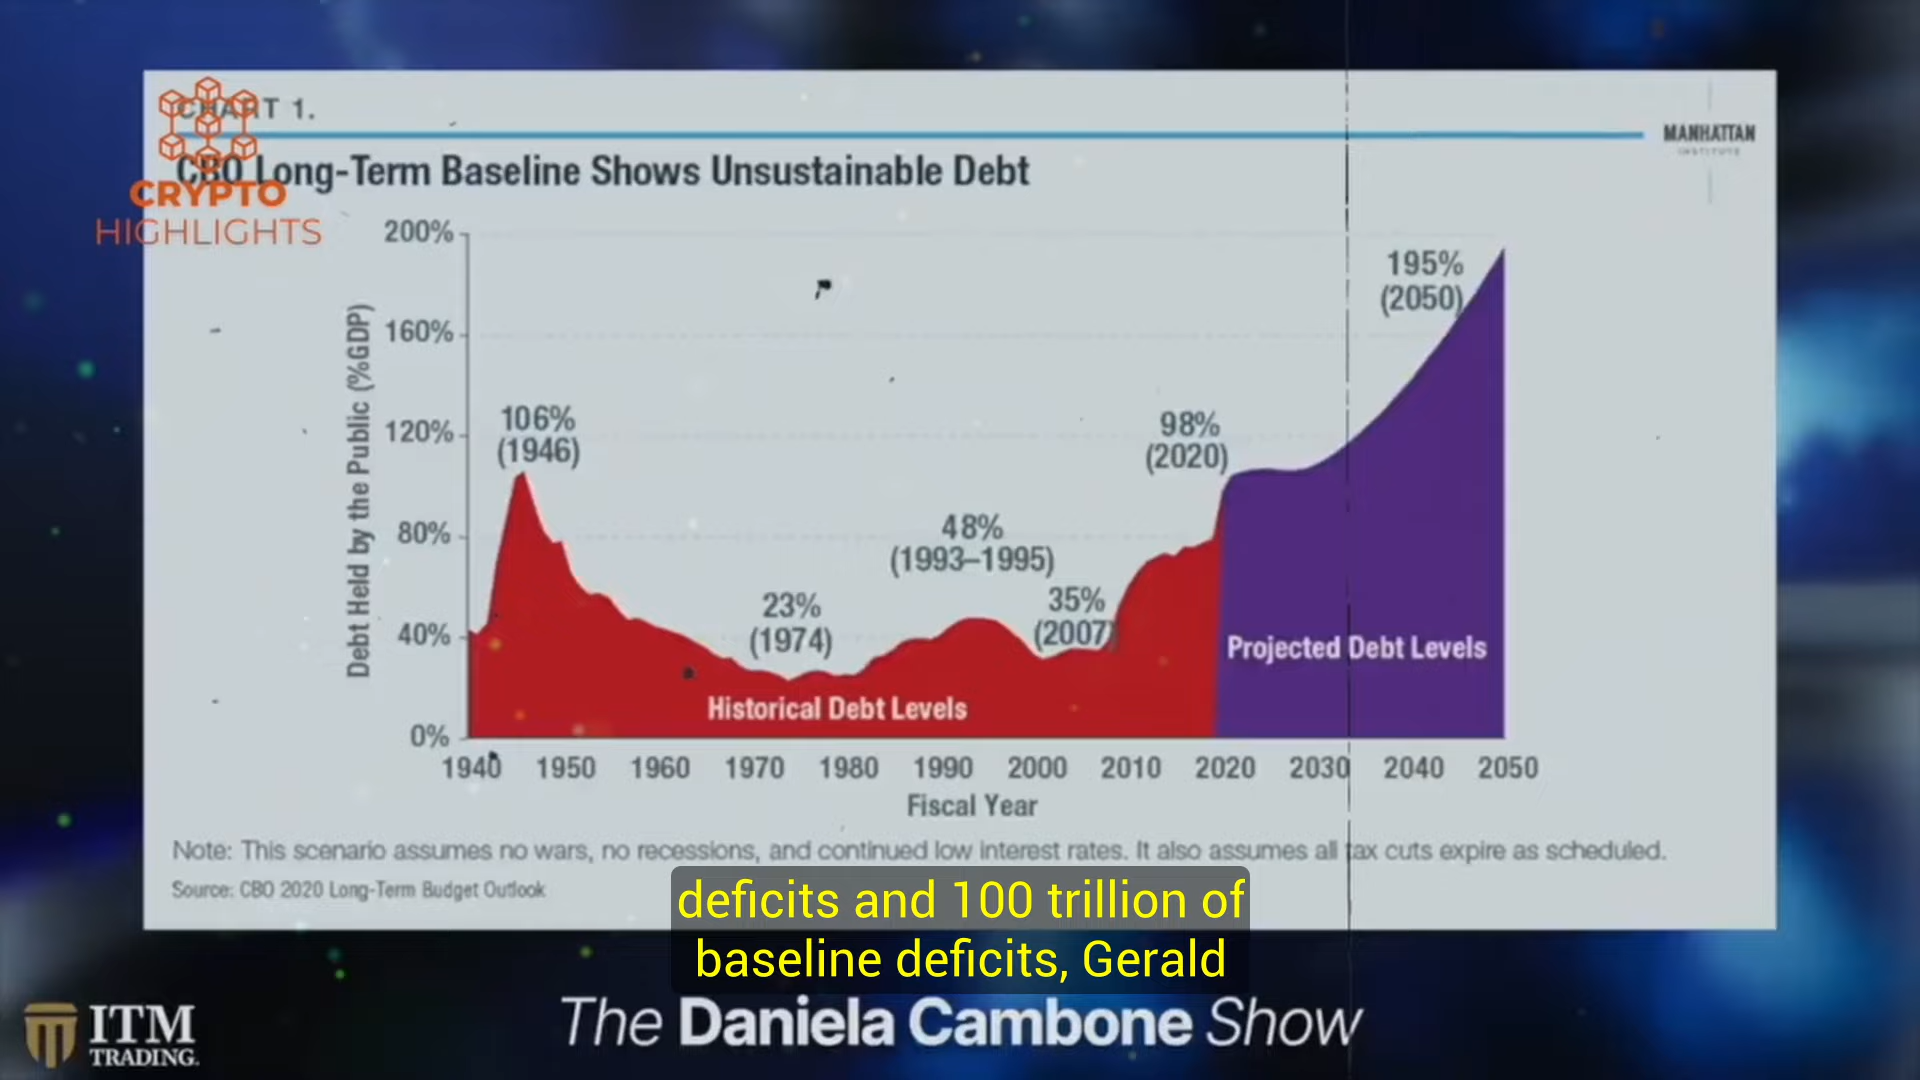 CHART 1.
MANHATTAN
INSTITUTE
CBO Long-Term Baseline Shows Unsustainable Debt
CRYPTO
HIGHLIGHTS
Debt Held by the Public (%GDP)
200%
160%
120%
80%
40%
0%
106%
(1946)
23%
(1974)
48%
(1993–1995)
35%
(2007)
98%
(2020)
195%
(2050)
Historical Debt Levels
Projected Debt Levels
1940 1950 1960 1970 1980 1990 2000 2010 2020 2030 2040 2050
Fiscal Year
Note: This scenario assumes no wars, no recessions, and continued low interest rates. It also assumes all tax cuts expire as scheduled.
Source: CBO 2020 Long-Term Budget Outlook
deficits and 100 trillion of
baseline deficits, Gerald
ITM
TRADING.
The Daniela Cambone Show